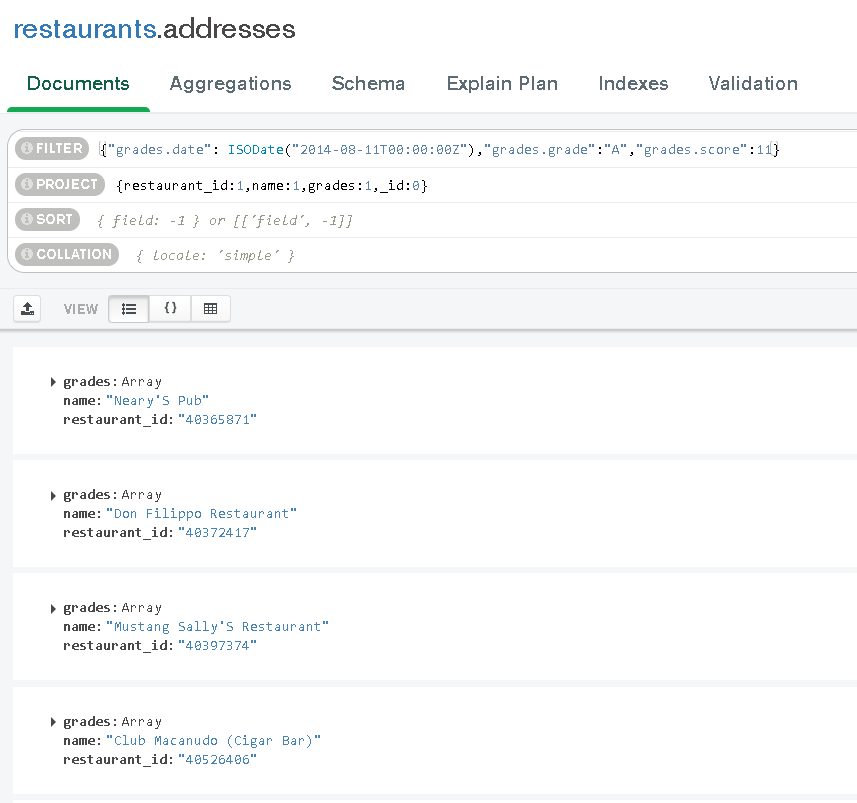 restaurants.addresses
Documents Aggregations Schema Explain Plan Indexes Validation
FILTER {"grades.date": ISODate("2014-08-11T00:00:00Z"),"grades.grade":"A","grades.score":11}
PROJECT {restaurant_id:1,name:1,grades:1,_id:0}
SORT { field: -1 } or [['field', -1]]
COLLATION { locale: 'simple' }
VIEW {}
grades: Array
name: "Neary'S Pub"
restaurant_id: "40365871"
grades: Array
name: "Don Filippo Restaurant"
restaurant_id: "40372417"
grades: Array
name: "Mustang Sally'S Restaurant"
restaurant_id: "40397374"
grades: Array
name: "Club Macanudo (Cigar Bar)"
restaurant_id: "40526406"